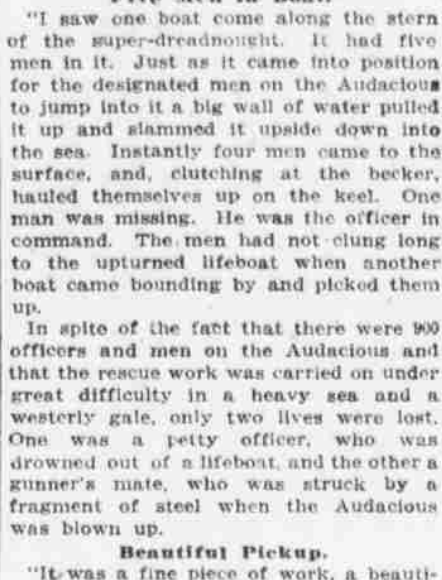 "I saw one boat come along the stern
of the super-dreadnought. It had five
men in it. Just as it came into position
for the designated men on the Audacious
to jump into it a big wall of water pulled
it up and slammed it upside down into
the sea. Instantly four men came to the
surface, and, clutching at the becker,
hauled themselves up on the keel. One
man was missing. He was the officer in
command. The men had not clung long
to the upturned lifeboat when another
boat came bounding by and picked them
up.
In spite of the fact that there were 900
officers and men on the Audacious and
that the rescue work was carried on under
great difficulty in a heavy sea and a
westerly gale, only two lives were lost.
One was a petty officer, who was
drowned out of a lifeboat, and the other a
gunner's mate, who was struck by a
fragment of steel when the Audacious
was blown up.
Beautiful Pickup.
"It was a fine piece of work, a beauti-